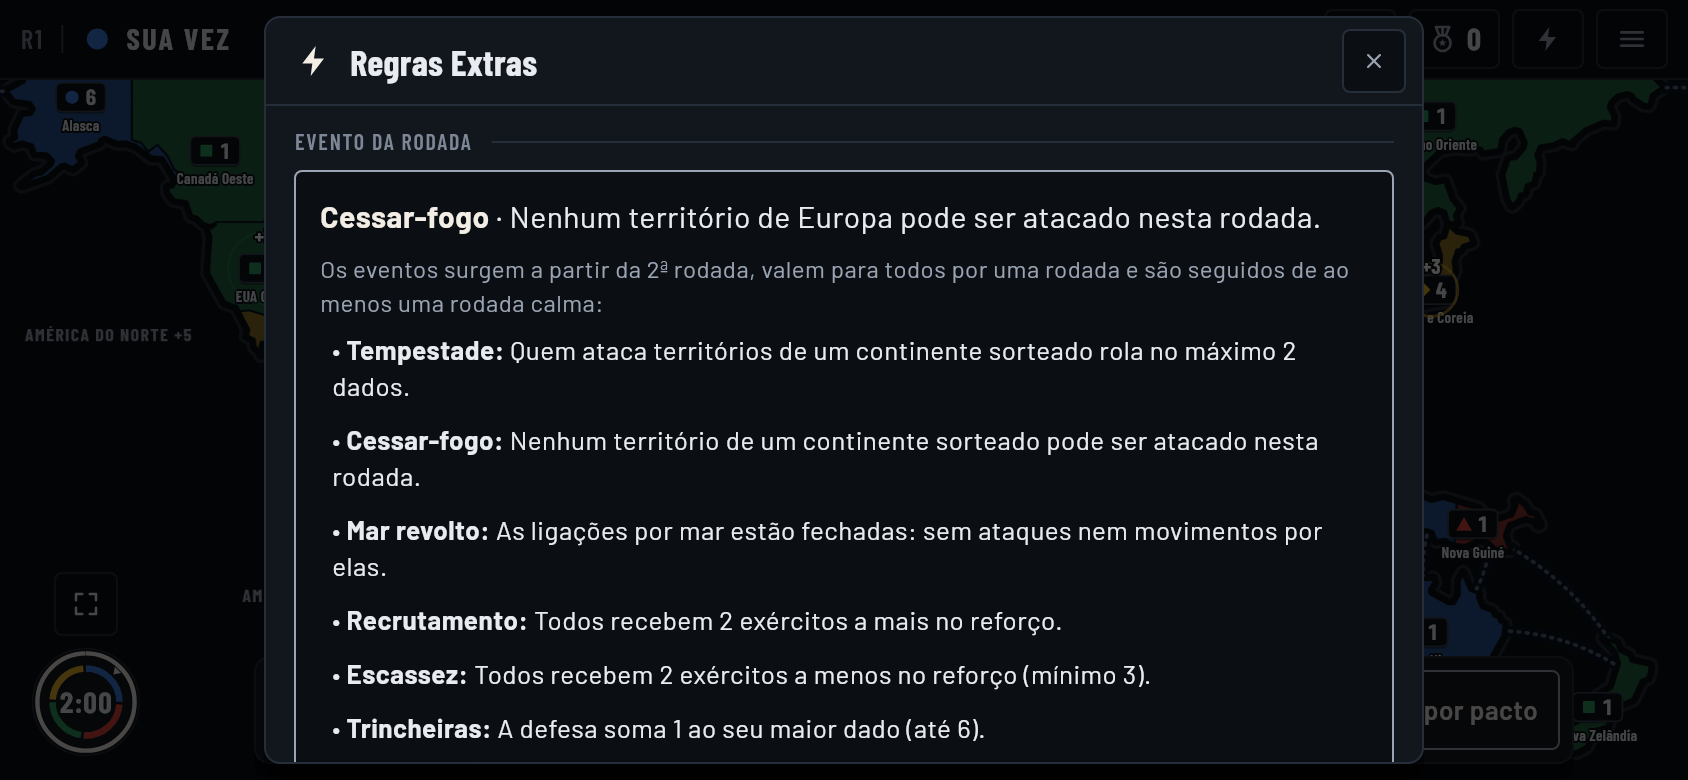 R1
SUA VEZ
Regras Extras
0
6
Alasca
1
Canadá Oeste
EVENTO DA RODADA
1
Oriente
Cessar-fogo · Nenhum território de Europa pode ser atacado nesta rodada.
Os eventos surgem a partir da 2ª rodada, valem para todos por uma rodada e são seguidos de ao
menos uma rodada calma:
• Tempestade: Quem ataca territórios de um continente sorteado rola no máximo 2
dados.
• Cessar-fogo: Nenhum território de um continente sorteado pode ser atacado nesta
rodada.
• Mar revolto: As ligações por mar estão fechadas: sem ataques nem movimentos por
elas.
• Recrutamento: Todos recebem 2 exércitos a mais no reforço.
• Escassez: Todos recebem 2 exércitos a menos no reforço (mínimo 3).
• Trincheiras: A defesa soma 1 ao seu maior dado (até 6).
EUA
AMÉRICA DO NORTE +5
+3
4
e Coreia
1
Nova Guiné
1
2:00
por pacto
1
va Zelândia